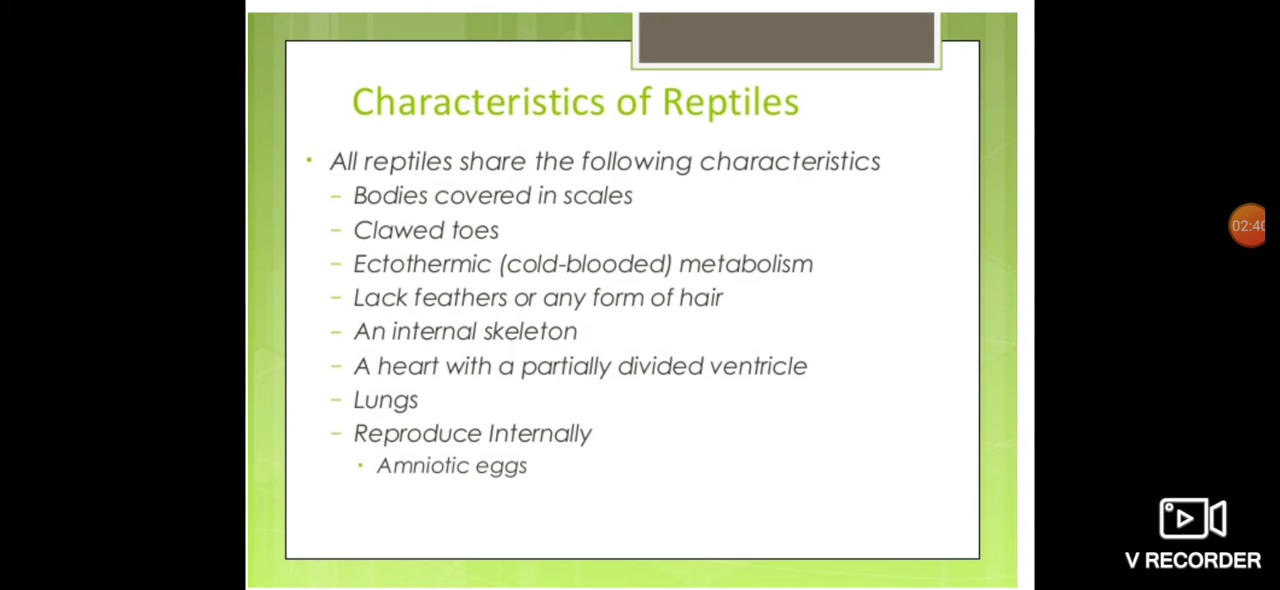 Characteristics of Reptiles
· All reptiles share the following characteristics
– Bodies covered in scales
– Clawed toes
– Ectothermic (cold-blooded) metabolism
– Lack feathers or any form of hair
– An internal skeleton
– A heart with a partially divided ventricle
– Lungs
– Reproduce Internally
· Amniotic eggs
02:40
V RECORDER